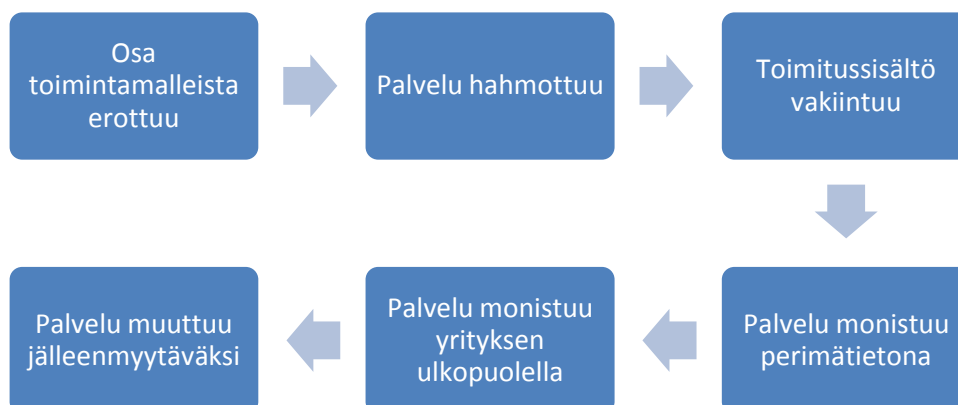 Osa
toimintamalleista
erottuu
Palvelu hahmottuu
Toimitussisältö
vakiintuu
Palvelu monistuu
perimätietona
Palvelu monistuu
yrityksen
ulkopuolella
Palvelu muuttuu
jälleenmyytäväksi